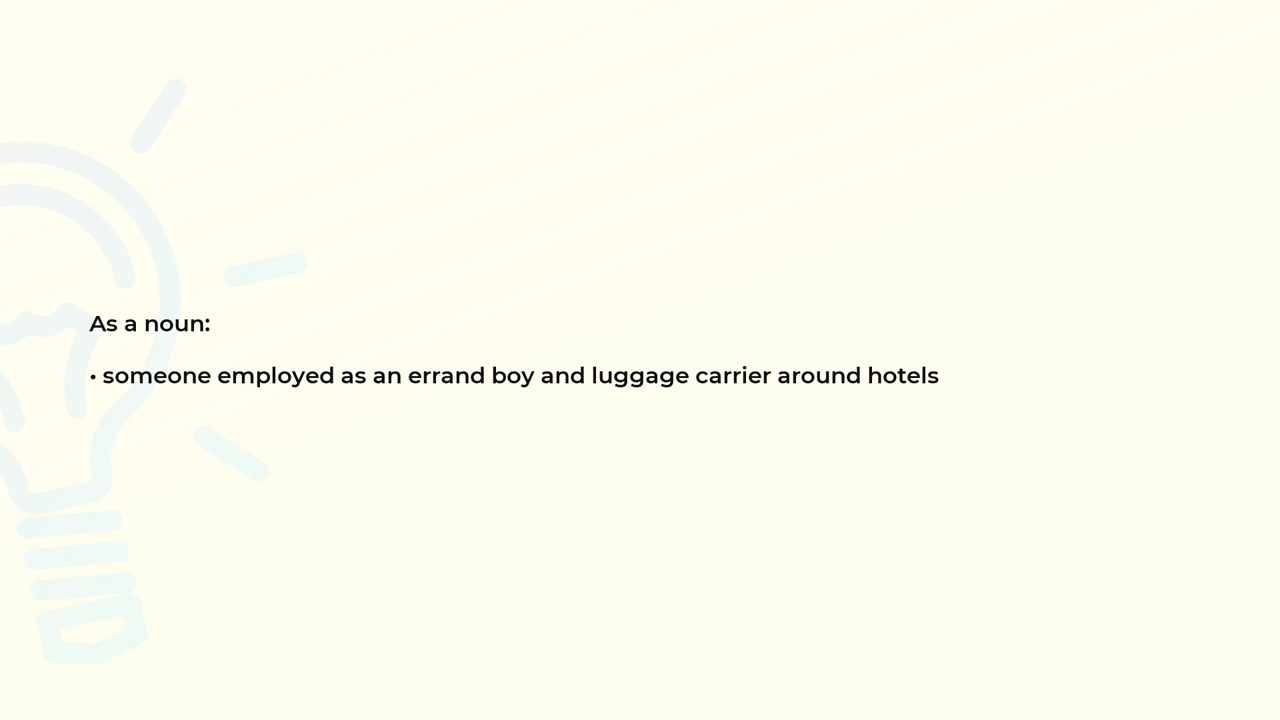 As a noun:
• someone employed as an errand boy and luggage carrier around hotels